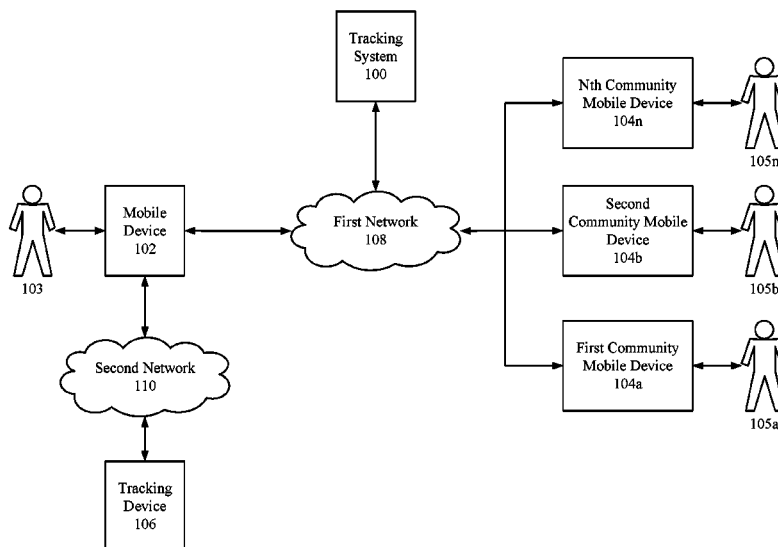 Tracking
System
100
Nth Community
Mobile Device
104n
105n
Mobile
Device
102
103
First Network
108
Second
Community Mobile
Device
104b
105b
Second Network
110
First Community
Mobile Device
104a
105a
Tracking
Device
106